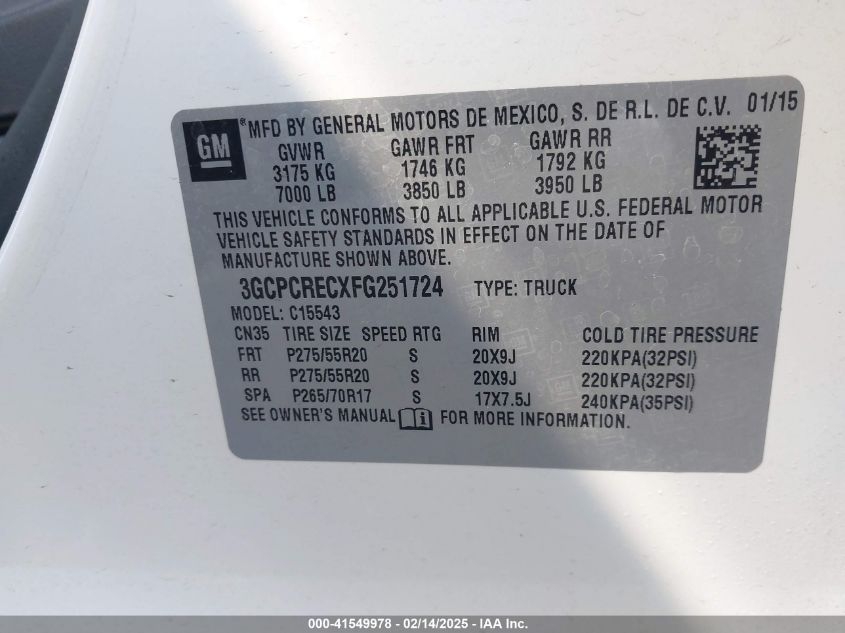 GM ® MFD BY GENERAL MOTORS DE MEXICO, S. DE R.L. DE C.V. 01/15
GVWR GAWR FRT GAWR RR
3175 KG 1746 KG 1792 KG
7000 LB 3850 LB 3950 LB
THIS VEHICLE CONFORMS TO ALL APPLICABLE U.S. FEDERAL MOTOR
VEHICLE SAFETY STANDARDS IN EFFECT ON THE DATE OF
MANUFACTURE SHOWN ABOVE.
3GCPCRECXFG251724 TYPE: TRUCK
MODEL: C15543
CN35 TIRE SIZE SPEED RTG RIM COLD TIRE PRESSURE
FRT P275/55R20 S 20X9J 220KPA(32PSI)
RR P275/55R20 S 20X9J 220KPA(32PSI)
SPA P265/70R17 S 17X7.5J 240KPA(35PSI)
SEE OWNER'S MANUAL i FOR MORE INFORMATION.
000-41549978 - 02/14/2025 - IAA Inc.